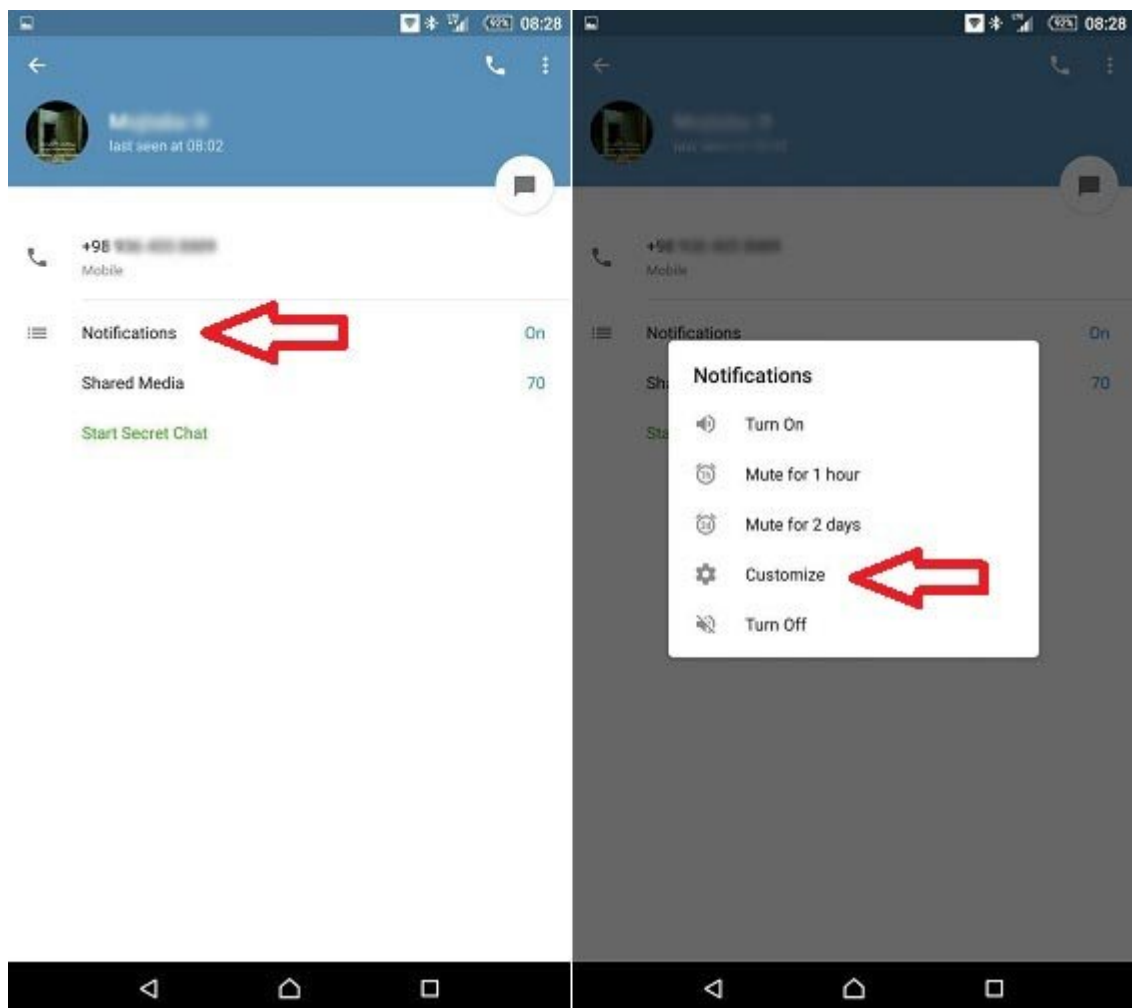 08:28
last seen at 08:02
+98
Mobile
Notifications On
Shared Media 70
Start Secret Chat
08:28
Mobile
Notifications On
70
Notifications
Turn On
Mute for 1 hour
Mute for 2 days
Customize
Turn Off